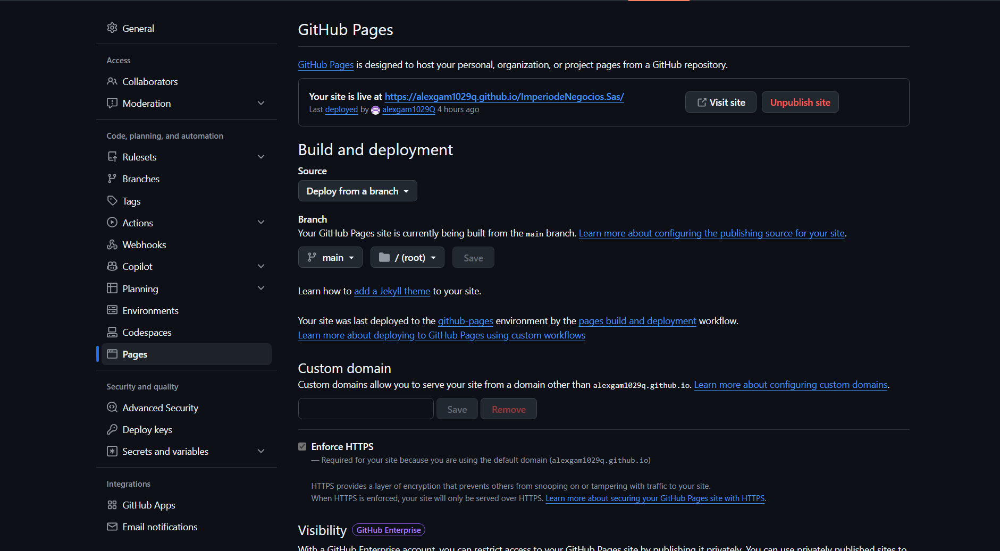 General
Access
Collaborators
Moderation
Code, planning, and automation
Rulesets
Branches
Tags
Actions
Webhooks
Copilot
Planning
Environments
Codespaces
Pages
Security and quality
Advanced Security
Deploy keys
Secrets and variables
Integrations
GitHub Apps
Email notifications
GitHub Pages
GitHub Pages is designed to host your personal, organization, or project pages from a GitHub repository.
Your site is live at https://alexgam1029q.github.io/ImperiodeNegocios.Sas/
Last deployed by alexgam1029Q 4 hours ago
Visit site
Unpublish site
Build and deployment
Source
Deploy from a branch
Branch
Your GitHub Pages site is currently being built from the main branch. Learn more about configuring the publishing source for your site.
main
/ (root)
Save
Learn how to add a Jekyll theme to your site.
Your site was last deployed to the github-pages environment by the pages build and deployment workflow.
Learn more about deploying to GitHub Pages using custom workflows
Custom domain
Custom domains allow you to serve your site from a domain other than alexgam1029q.github.io. Learn more about configuring custom domains.
Save
Remove
Enforce HTTPS
— Required for your site because you are using the default domain (alexgam1029q.github.io)
HTTPS provides a layer of encryption that prevents others from snooping on or tampering with traffic to your site.
When HTTPS is enforced, your site will only be served over HTTPS. Learn more about securing your GitHub Pages site with HTTPS.
Visibility
GitHub Enterprise
With a GitHub Enterprise account, you can restrict access to your GitHub Pages site by publishing it privately. You can use privately published sites to